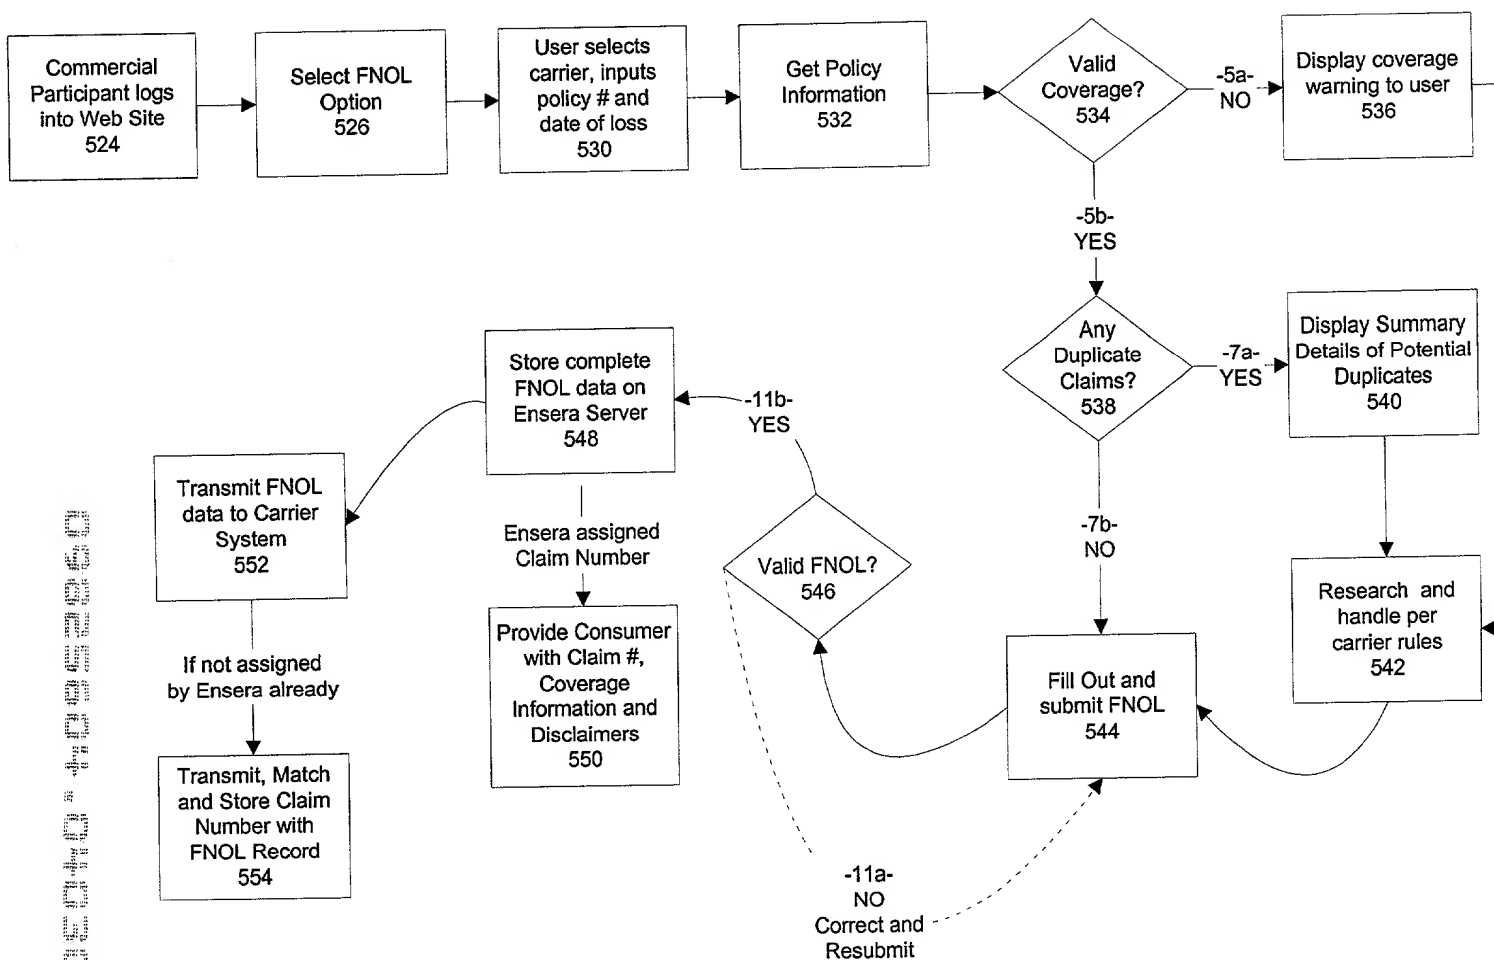 Commercial
Participant logs
into Web Site
524
Select FNOL
Option
526
User selects
carrier, inputs
policy # and
date of loss
530
Get Policy
Information
532
Valid
Coverage?
534
-5a-
NO
Display coverage
warning to user
536
-5b-
YES
Any
Duplicate
Claims?
538
-7a-
YES
Display Summary
Details of Potential
Duplicates
540
Store complete
FNOL data on
Ensera Server
548
-11b-
YES
Transmit FNOL
data to Carrier
System
552
Ensera assigned
Claim Number
Valid FNOL?
546
-7b-
NO
Research and
handle per
carrier rules
542
If not assigned
by Ensera already
Provide Consumer
with Claim #,
Coverage
Information and
Disclaimers
550
Fill Out and
submit FNOL
544
Transmit, Match
and Store Claim
Number with
FNOL Record
554
-11a-
NO
Correct and
Resubmit